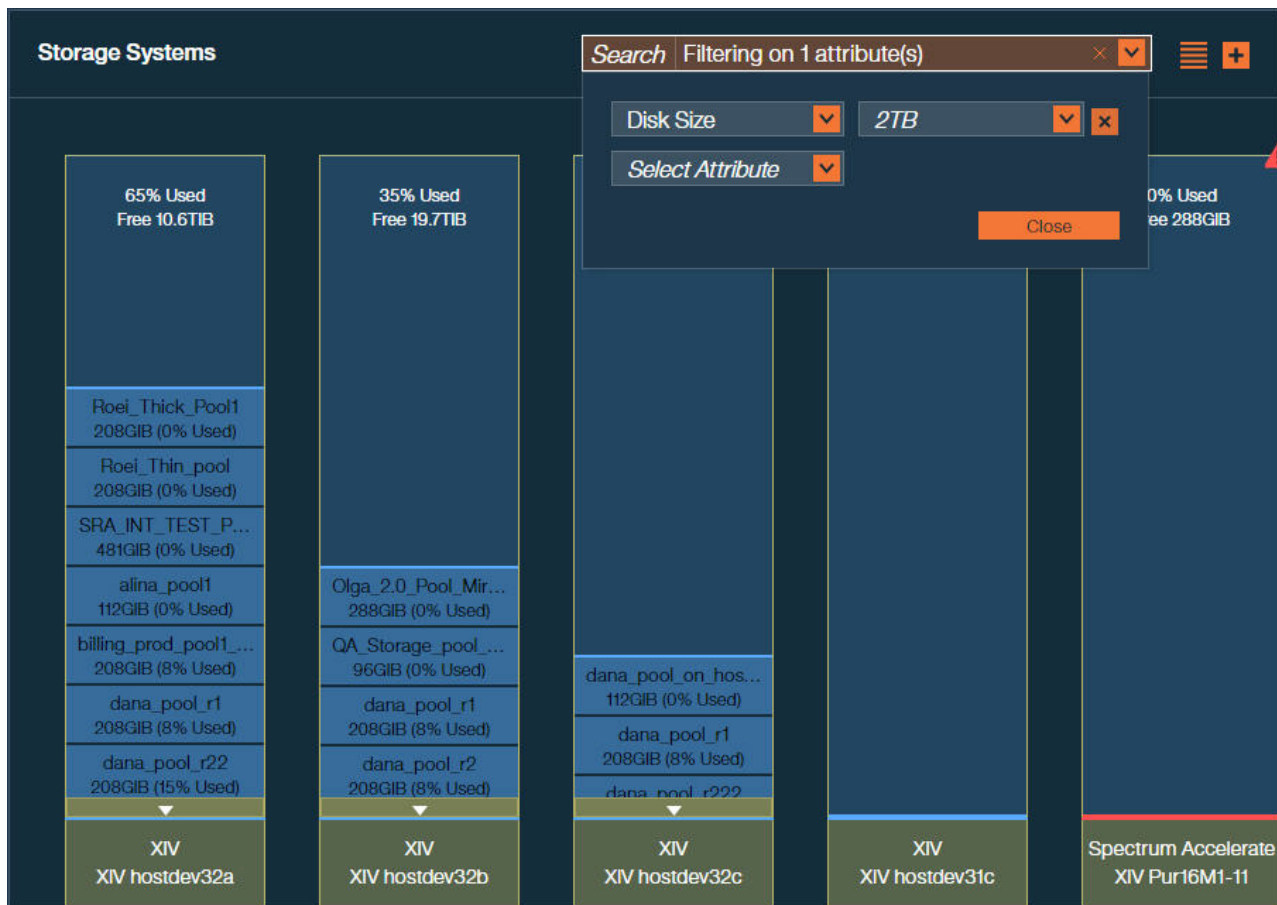 Storage Systems
Search Filtering on 1 attribute(s)
Disk Size 2TB
Select Attribute
Close
65% Used
Free 10.6TIB
Roei_Thick_Pool1
208GIB (0% Used)
Roei_Thin_pool
208GIB (0% Used)
SRA_INT_TEST_P...
481GIB (0% Used)
alina_pool1
112GIB (0% Used)
billing_prod_pool1_...
208GIB (8% Used)
dana_pool_r1
208GIB (8% Used)
dana_pool_r22
208GIB (15% Used)
XIV
XIV hostdev32a
35% Used
Free 19.7TIB
Olga_2.0_Pool_Mir...
288GIB (0% Used)
QA_Storage_pool_...
96GIB (0% Used)
dana_pool_r1
208GIB (8% Used)
dana_pool_r2
208GIB (8% Used)
XIV
XIV hostdev32b
dana_pool_on_hos...
112GIB (0% Used)
dana_pool_r1
208GIB (8% Used)
dana_pool_r222
XIV
XIV hostdev32c
XIV
XIV hostdev31c
0% Used
ee 288GIB
Spectrum Accelerate
XIV Pur16M1-11